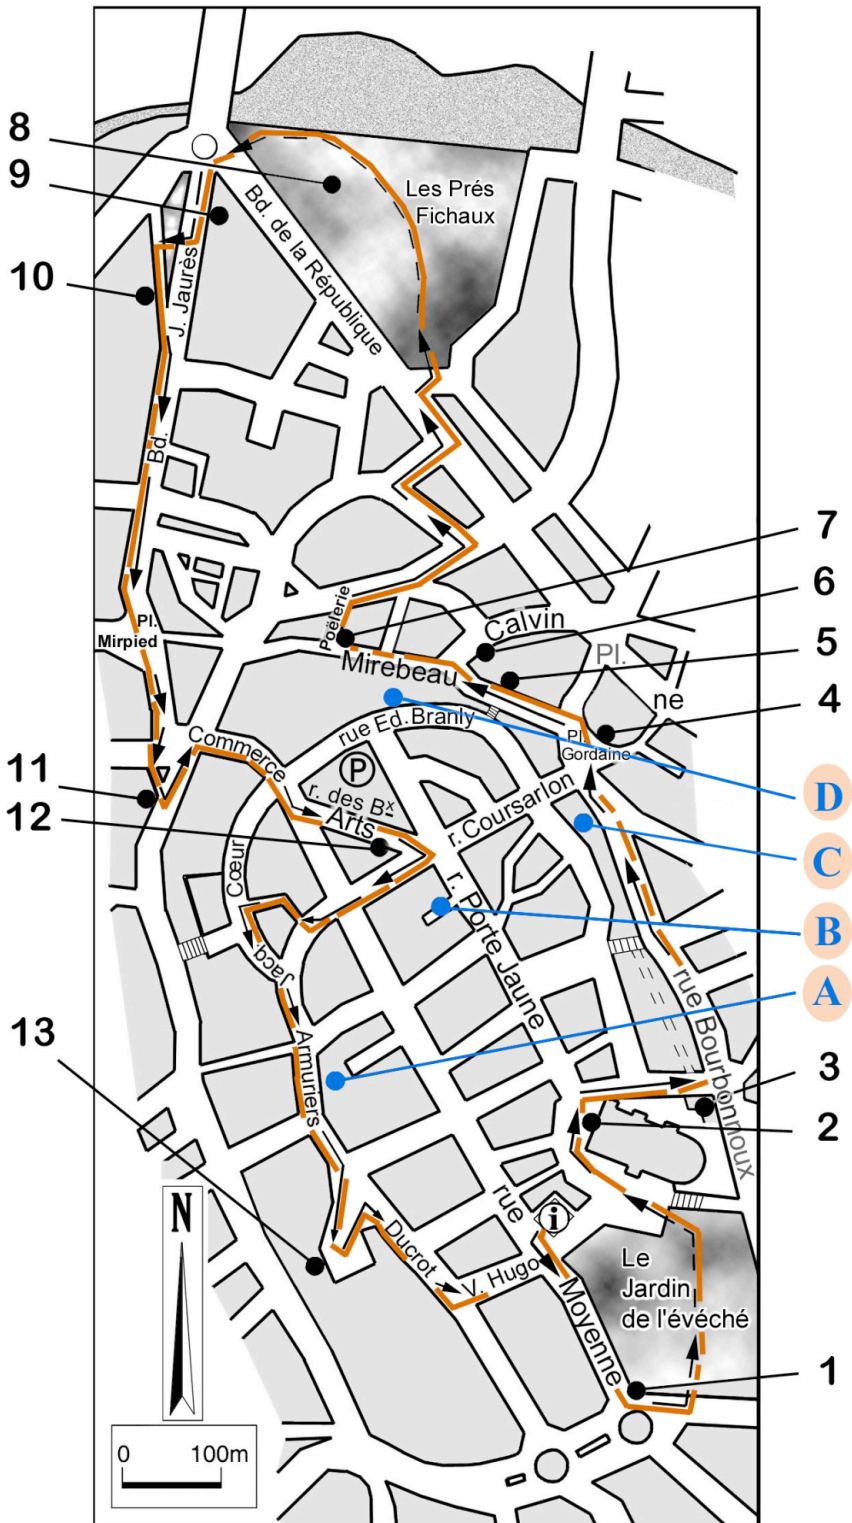 8
9
10
Les Prés
Fichaux
Bd. de la République
J. Jaurès
Bd.
7
6
5
4
Pl.
Mirpied
Poëlerie
Calvin
Pl.
Mirebeau
ne
rue Ed. Branly
Pl.
Gordaine
Commerce
P
r. des Bx
Arts
r. Coursarlon
11
12
D
C
B
A
Cœur
Jacq.
r. Porte Jaune
rue Bourbonnoux
Armuriers
13
3
2
rue
i
N
Ducrot
V. Hugo
Moyenne
Le
Jardin
de l'évéché
1
0 100m